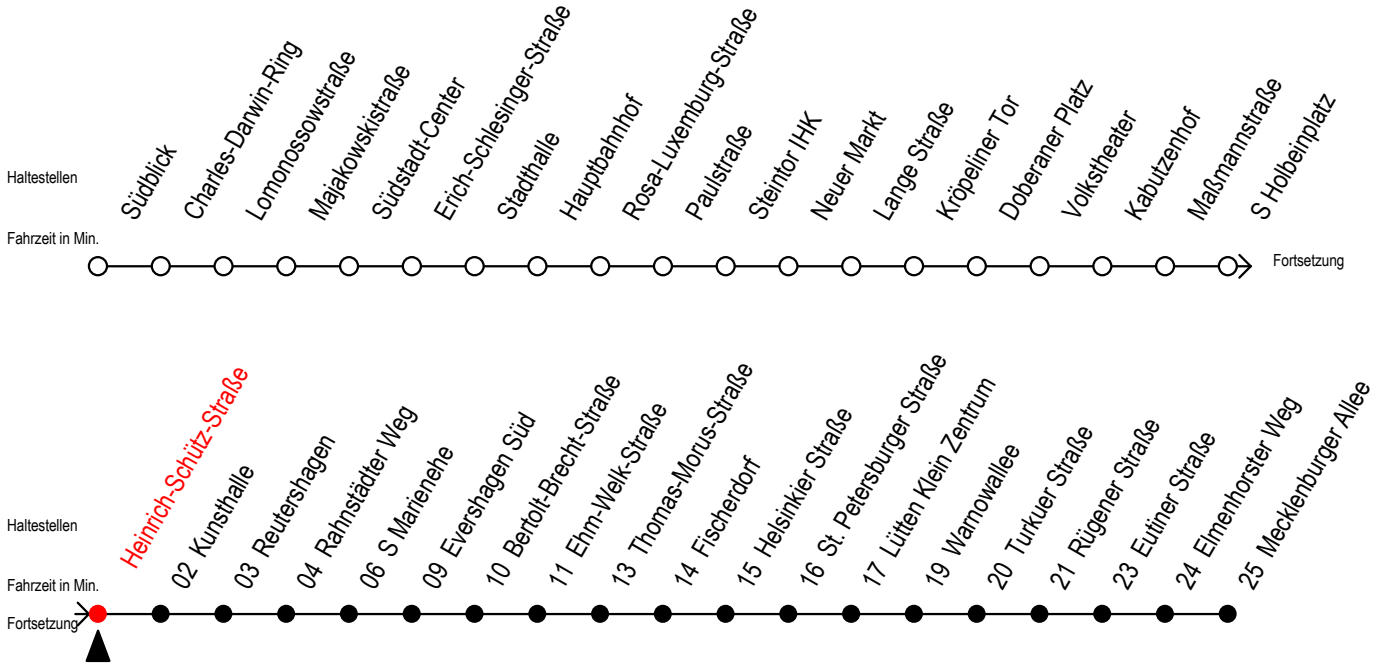 Haltestellen
Südblick
Charles-Darwin-Ring
Lomonossowstraße
Majakowskistraße
Südstadt-Center
Erich-Schlesinger-Straße
Stadthalle
Hauptbahnhof
Rosa-Luxemburg-Straße
Paulstraße
Steintor IHK
Neuer Markt
Lange Straße
Kröpeliner Tor
Doberaner Platz
Volkstheater
Kabutzenhof
Maßmannstraße
S Holbeinplatz
Fahrzeit in Min.
Fortsetzung
Haltestellen
Heinrich-Schütz-Straße
02 Kunsthalle
03 Reutershagen
04 Rahnstädter Weg
06 S Marienehe
09 Evershagen Süd
10 Bertolt-Brecht-Straße
11 Ehm-Welk-Straße
13 Thomas-Morus-Straße
14 Fischerdorf
15 Helsinkier Straße
16 St. Petersburger Straße
17 Lütten Klein Zentrum
19 Warnowallee
20 Turkuer Straße
21 Rügener Straße
23 Eutiner Straße
24 Elmenhorster Weg
25 Mecklenburger Allee
Fahrzeit in Min.
Fortsetzung